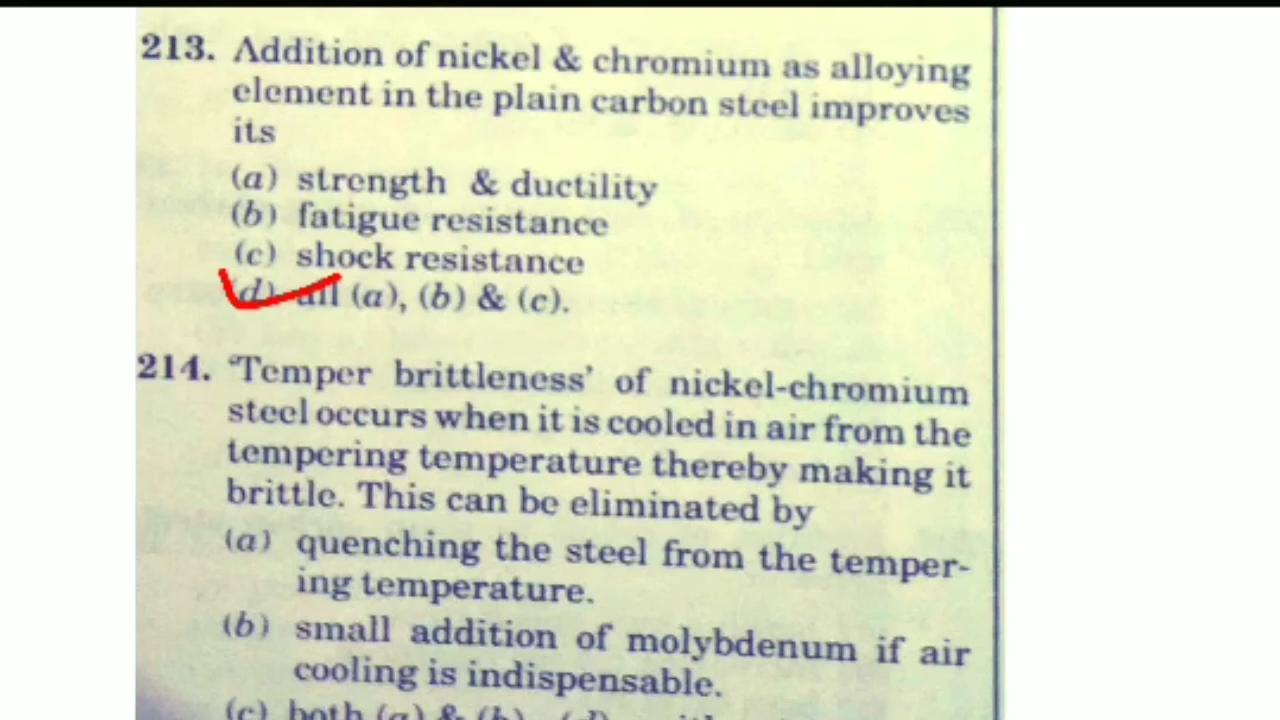 213. Addition of nickel & chromium as alloying
element in the plain carbon steel improves
its
(a) strength & ductility
(b) fatigue resistance
(c) shock resistance
(d) all (a), (b) & (c).
214. ‘Temper brittleness’ of nickel-chromium
steel occurs when it is cooled in air from the
tempering temperature thereby making it
brittle. This can be eliminated by
(a) quenching the steel from the temper-
ing temperature.
(b) small addition of molybdenum if air
cooling is indispensable.
(c) both (a) & (b) (d)